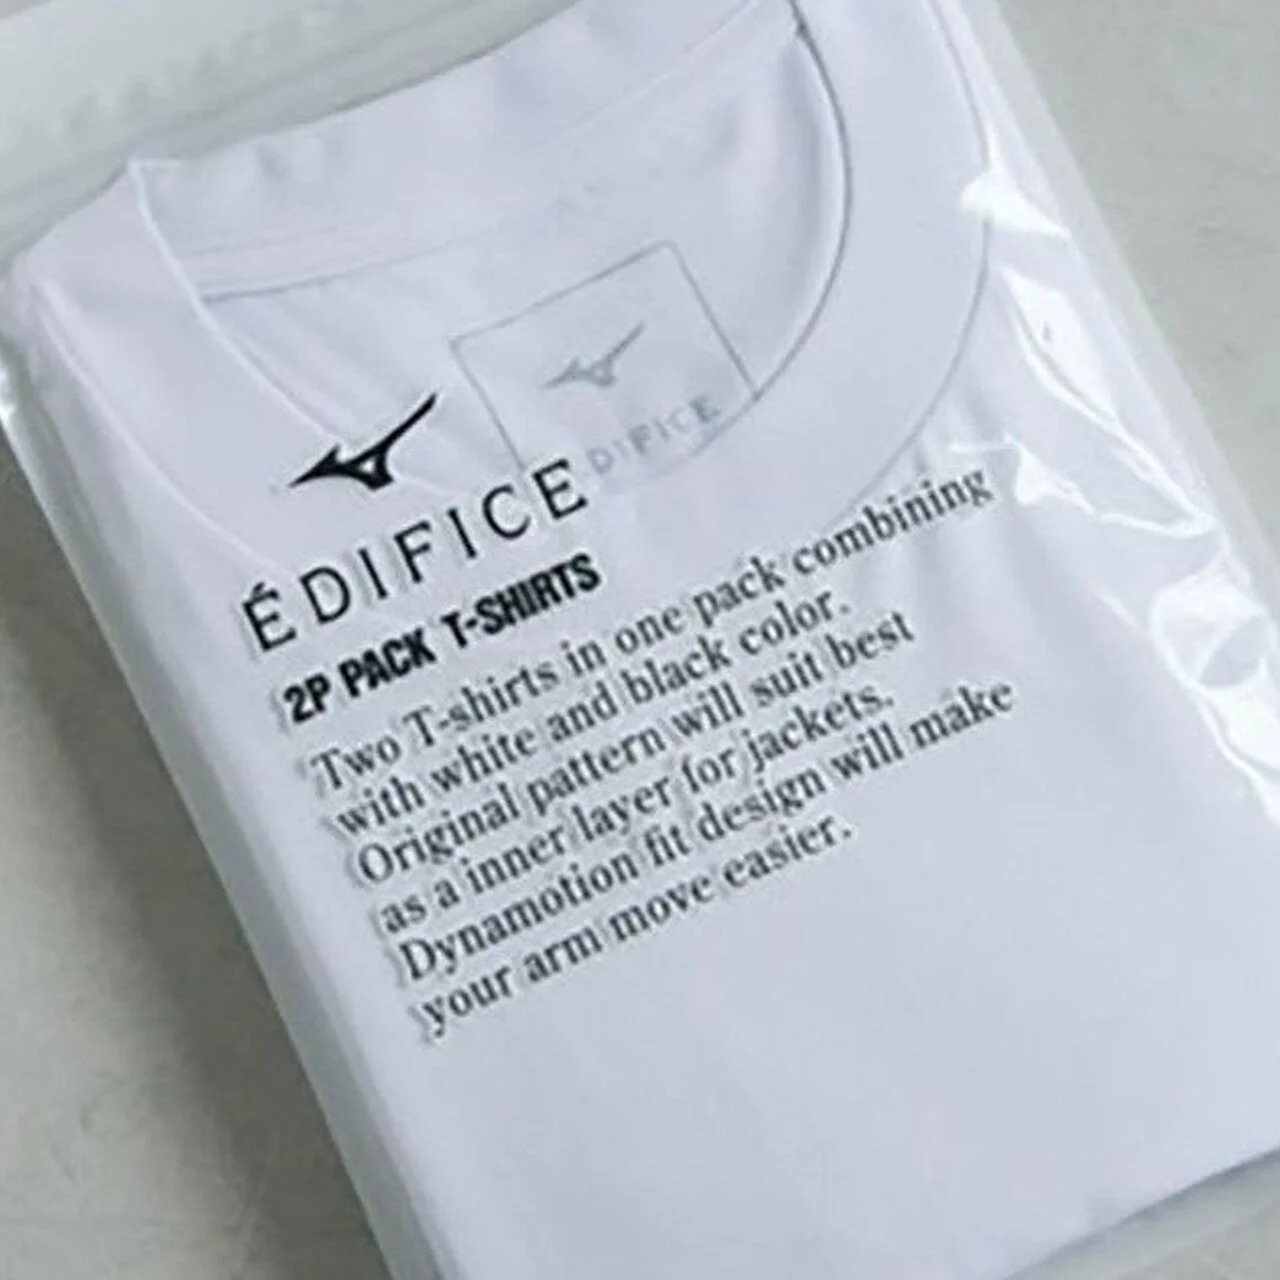 ÉDIFICE
2P PACK T-SHIRTS
Two T-shirts in one pack combining
with white and black color.
Original pattern will suit best
as a inner layer for jackets.
Dynamotion fit design will make
your arm move easier.
DIFICE